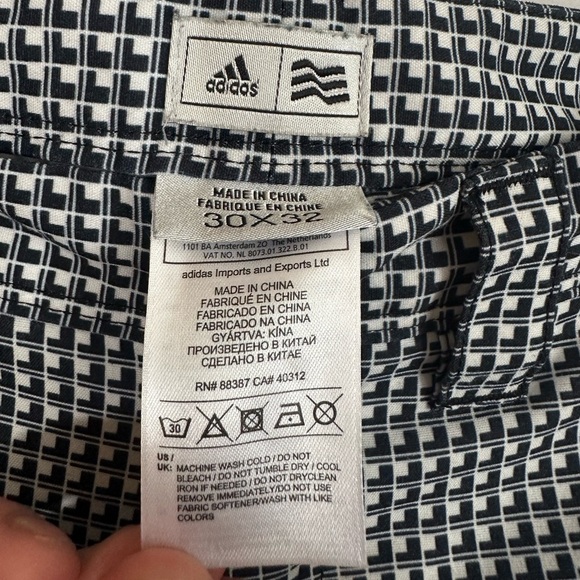 adidas
MADE IN CHINA
FABRIQUE EN CHINE
30X32
1101 BA Amsterdam ZO The Netherlands
VAT NO. NL 8073.01.322.B.01
adidas Imports and Exports Ltd
MADE IN CHINA
FABRIQUÉ EN CHINE
FABRICADO EN CHINA
FABRICADO NA CHINA
GYÁRTVA: KÍNA
ПРОИЗВЕДЕНО В КИТАЙ
СДЕЛАНО В КИТАЕ
RN# 88387 CA# 40312
30
US /
UK: MACHINE WASH COLD / DO NOT
BLEACH / DO NOT TUMBLE DRY / COOL
IRON IF NEEDED / DO NOT DRYCLEAN
REMOVE IMMEDIATELY/DO NOT USE
FABRIC SOFTENER/WASH WITH LIKE
COLORS